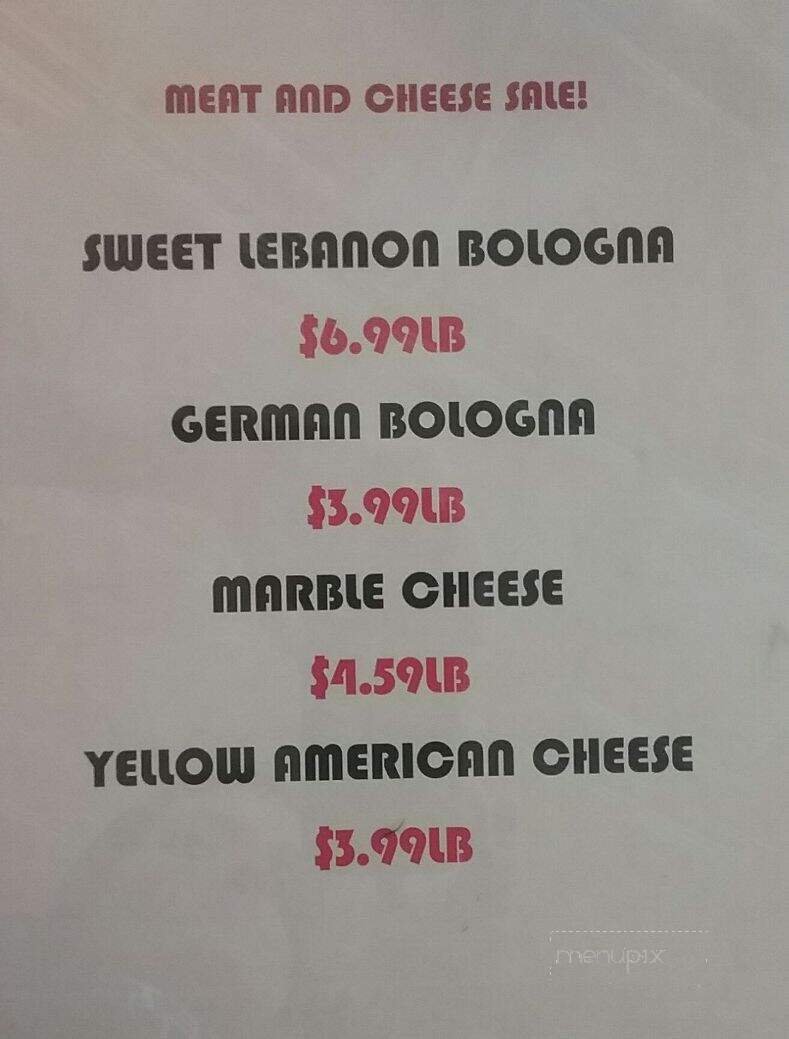 MEAT AND CHEESE SALE!
SWEET LEBANON BOLOGNA
$6.99LB
GERMAN BOLOGNA
$3.99LB
MARBLE CHEESE
$4.59LB
YELLOW AMERICAN CHEESE
$3.99LB
menupix